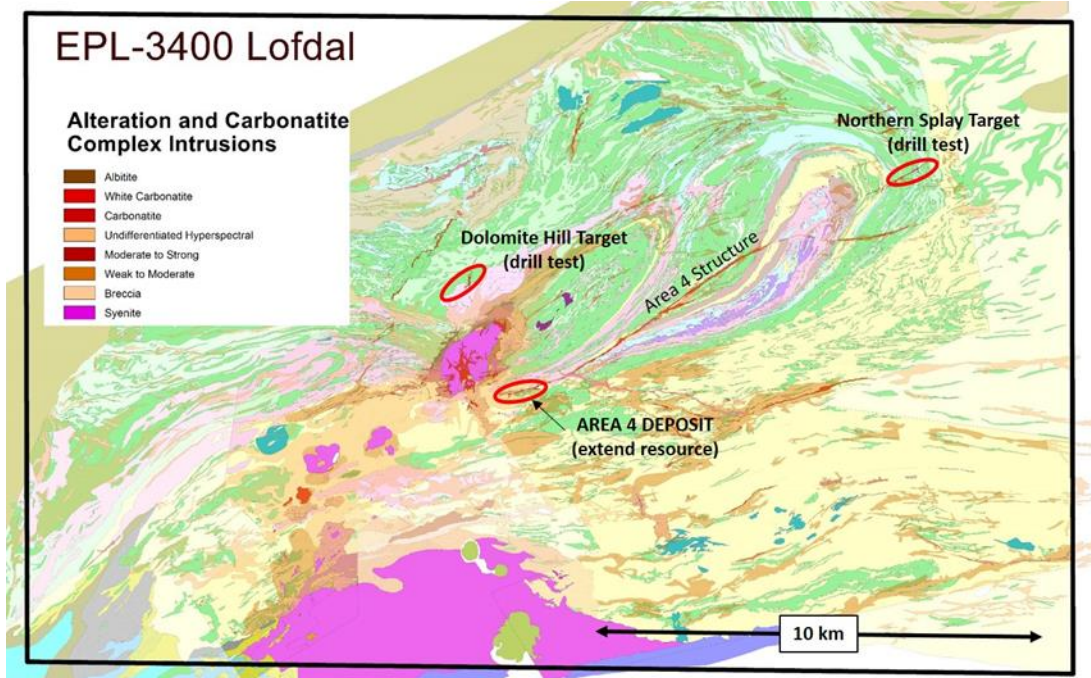 EPL-3400 Lofdal
Alteration and Carbonatite
Complex Intrusions
Albitite
White Carbonatite
Carbonatite
Undifferentiated Hyperspectral
Moderate to Strong
Weak to Moderate
Breccia
Syenite
Northern Splay Target
(drill test)
Dolomite Hill Target
(drill test)
Area 4 Structure
AREA 4 DEPOSIT
(extend resource)
10 km